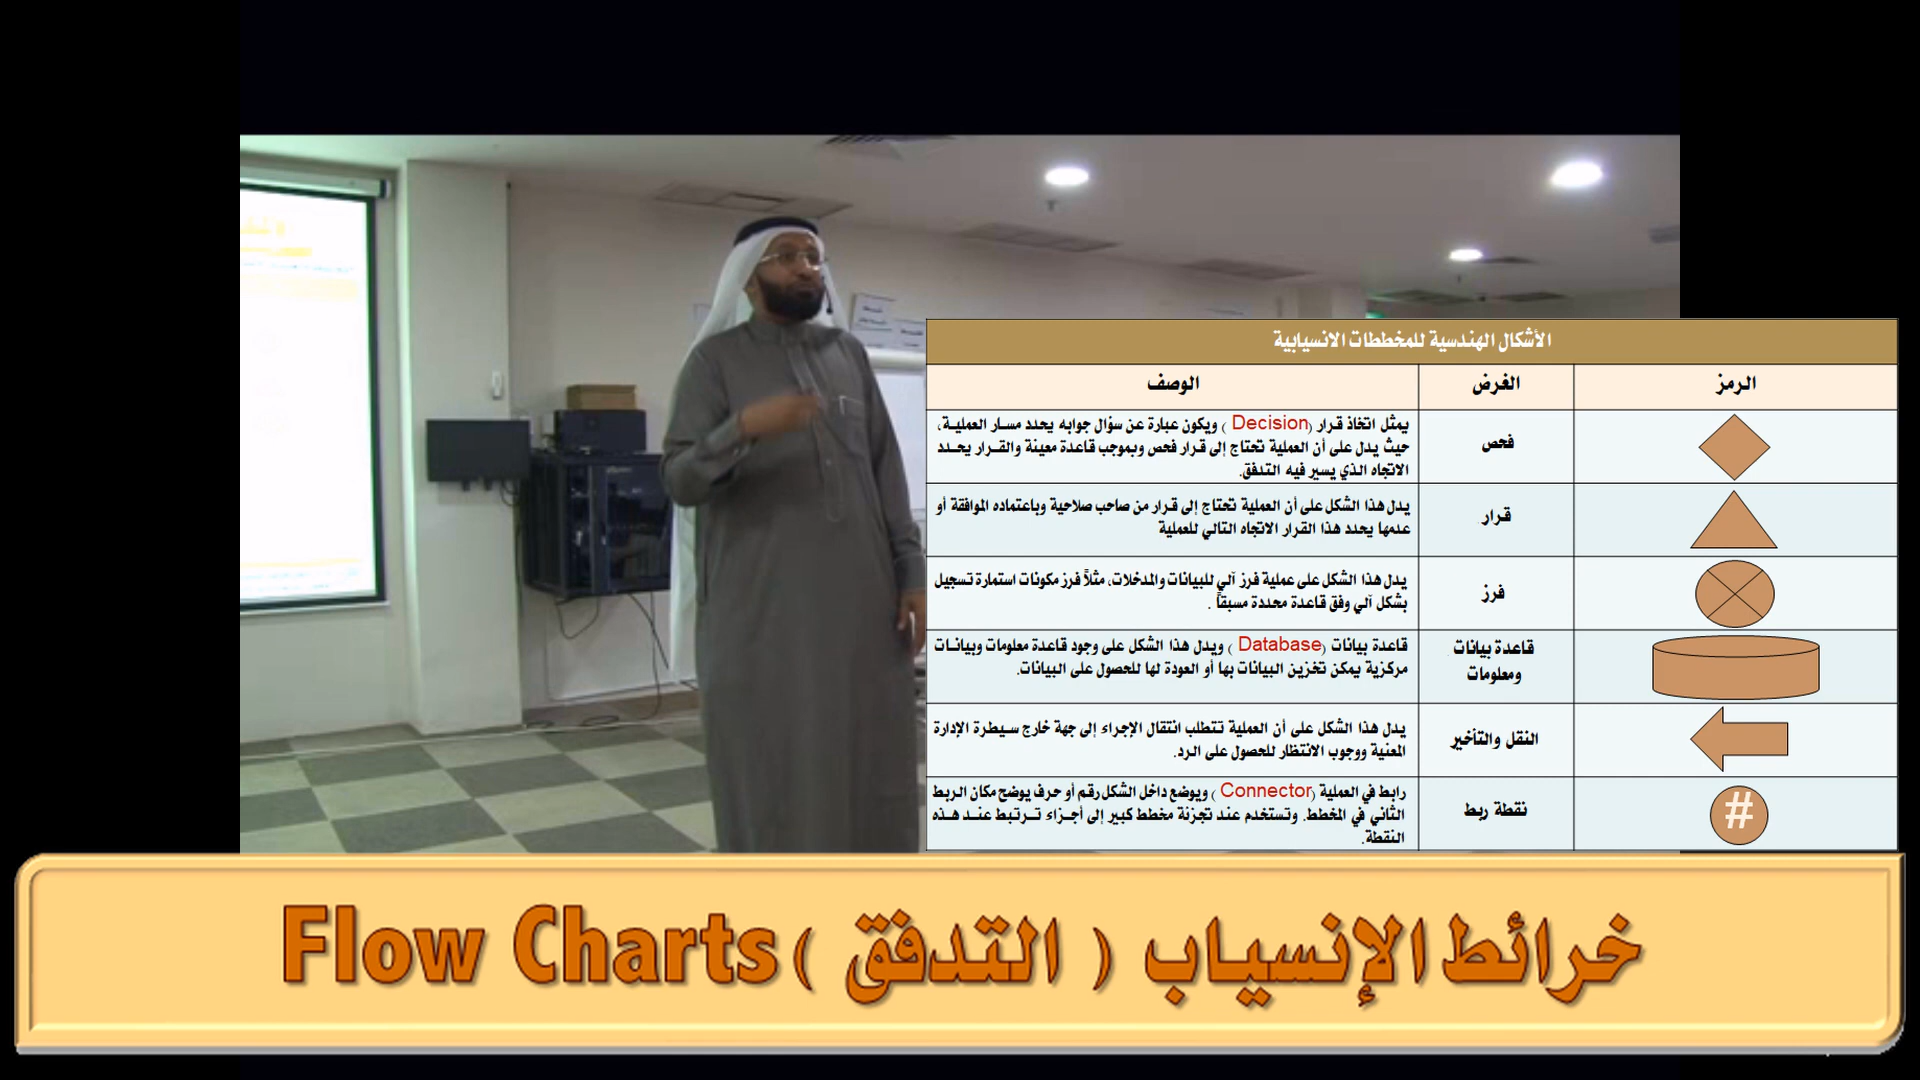 الأشكال الهندسية للمخططات الانسيابية
الرمز
الغرض
الوصف
فحص
يمثل اتخاذ قرار (Decision) ويكون عبارة عن سؤال جوابه يحدد مسار العملية،
حيث يدل على أن العملية تحتاج إلى قرار فحص وبموجب قاعدة معينة والقرار يحدد
الاتجاه الذي يسير فيه التدفق.
قرار
يدل هذا الشكل على أن العملية تحتاج إلى قرار من صاحب صلاحية وباعتماده الموافقة أو
عدمها يحدد هذا القرار الاتجاه التالي للعملية
فرز
يدل هذا الشكل على عملية فرز آلي للبيانات والمدخلات، مثلاً فرز مكونات استمارة تسجيل
بشكل آلي وفق قاعدة محددة مسبقاً .
قاعدة بيانات
ومعلومات
قاعدة بيانات (Database) ويدل هذا الشكل على وجود قاعدة معلومات وبيانات
مركزية يمكن تخزين البيانات بها أو العودة لها للحصول على البيانات.
النقل والتأخير
يدل هذا الشكل على أن العملية تتطلب انتقال الإجراء إلى جهة خارج سيطرة الإدارة
المعنية ووجوب الانتظار للحصول على الرد.
#
نقطة ربط
رابط في العملية (Connector) ويوضع داخل الشكل رقم أو حرف يوضح مكان الربط
الثاني في المخطط. وتستخدم عند تجزئة مخطط كبير إلى أجزاء ترتبط عند هذه
النقطة.
خرائط الإنسياب ( التدفق ) Flow Charts